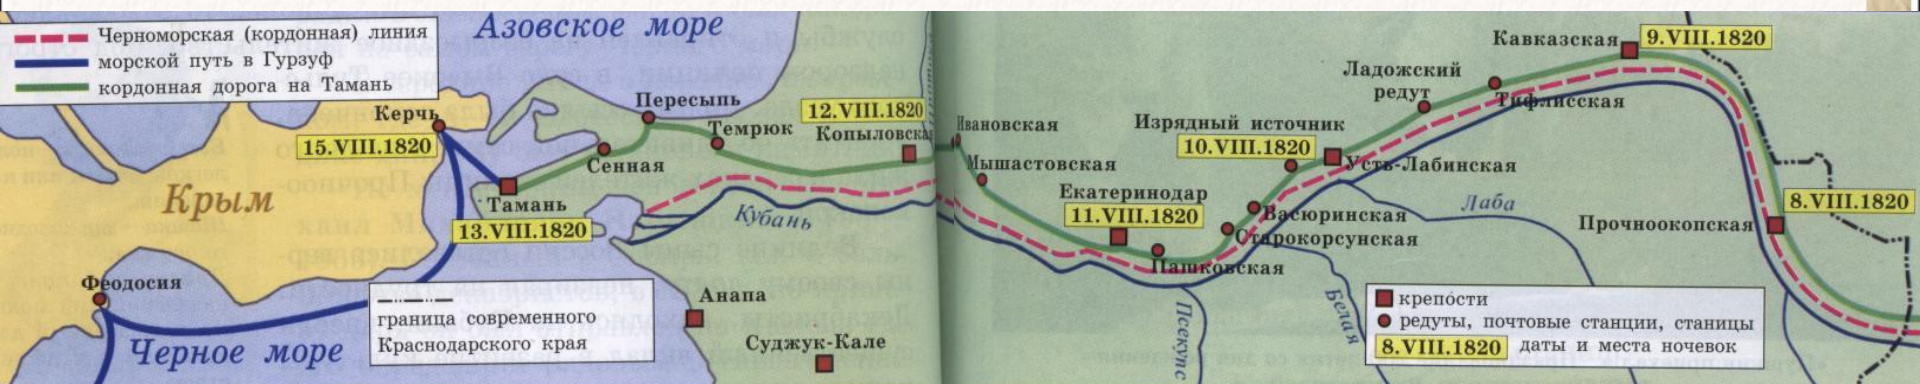 Черноморская (кордонная) линия
морской путь в Гурзуф
кордонная дорога на Тамань
Азовское море
Керчь
15.VIII.1820
Крым
Феодосия
Черное море
Тамань
13.VIII.1820
Сенная
Пересыпь
Темрюк
12.VIII.1820
Копыловска
Кубань
граница современного
Краснодарского края
Анапа
Суджук-Кале
Ивановская
Мышастовская
Екатеринодар
11.VIII.1820
Пашковская
Старокорсунская
Васюринская
Изрядный источник
10.VIII.1820
Усть-Лабинская
Ладожский
редут
Тифлисская
Кавказская
9.VIII.1820
Прочноокопская
8.VIII.1820
Лаба
Белая
Псекупс
крепости
редуты, почтовые станции, станицы
8.VIII.1820 даты и места ночевок